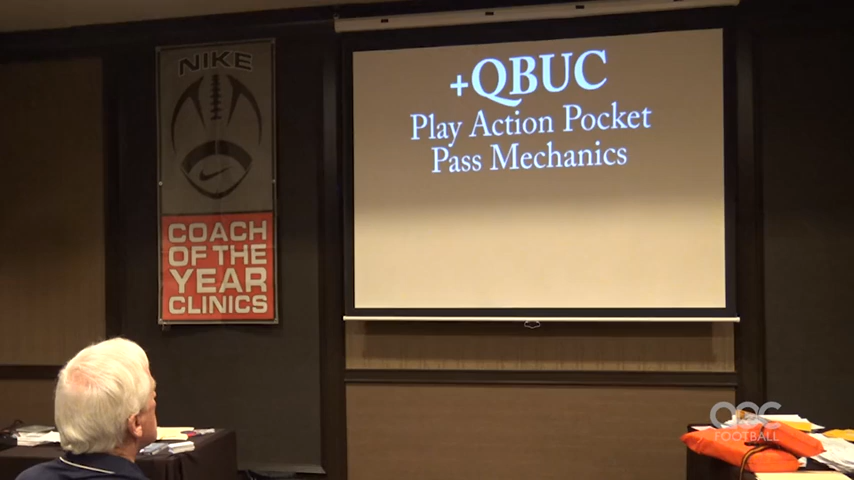 NIKE
COACH
OF THE
YEAR
CLINICS
+QBUC
Play Action Pocket
Pass Mechanics
FOOTBALL